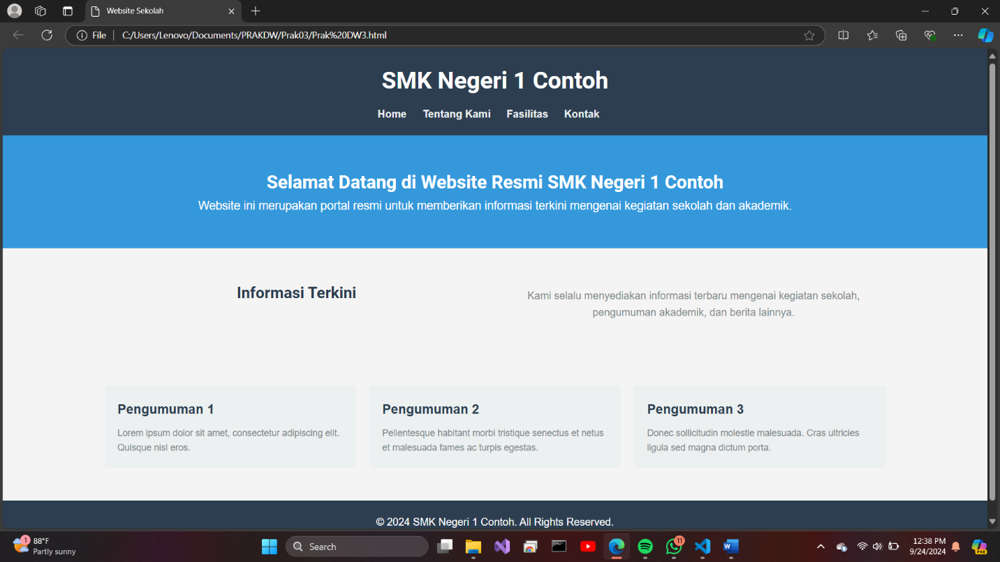 Website Sekolah
File
C:/Users/Lenovo/Documents/PRAKDW/Prak03/Prak%20DW3.html
SMK Negeri 1 Contoh
Home Tentang Kami Fasilitas Kontak
Selamat Datang di Website Resmi SMK Negeri 1 Contoh
Website ini merupakan portal resmi untuk memberikan informasi terkini mengenai kegiatan sekolah dan akademik.
Informasi Terkini
Kami selalu menyediakan informasi terbaru mengenai kegiatan sekolah,
pengumuman akademik, dan berita lainnya.
Pengumuman 1
Lorem ipsum dolor sit amet, consectetur adipiscing elit.
Quisque nisl eros.
Pengumuman 2
Pellentesque habitant morbi tristique senectus et netus
et malesuada fames ac turpis egestas.
Pengumuman 3
Donec sollicitudin molestie malesuada. Cras ultricies
ligula sed magna dictum porta.
© 2024 SMK Negeri 1 Contoh. All Rights Reserved.
1
88°F
Partly sunny
Search
11
12:38 PM
9/24/2024
PRE